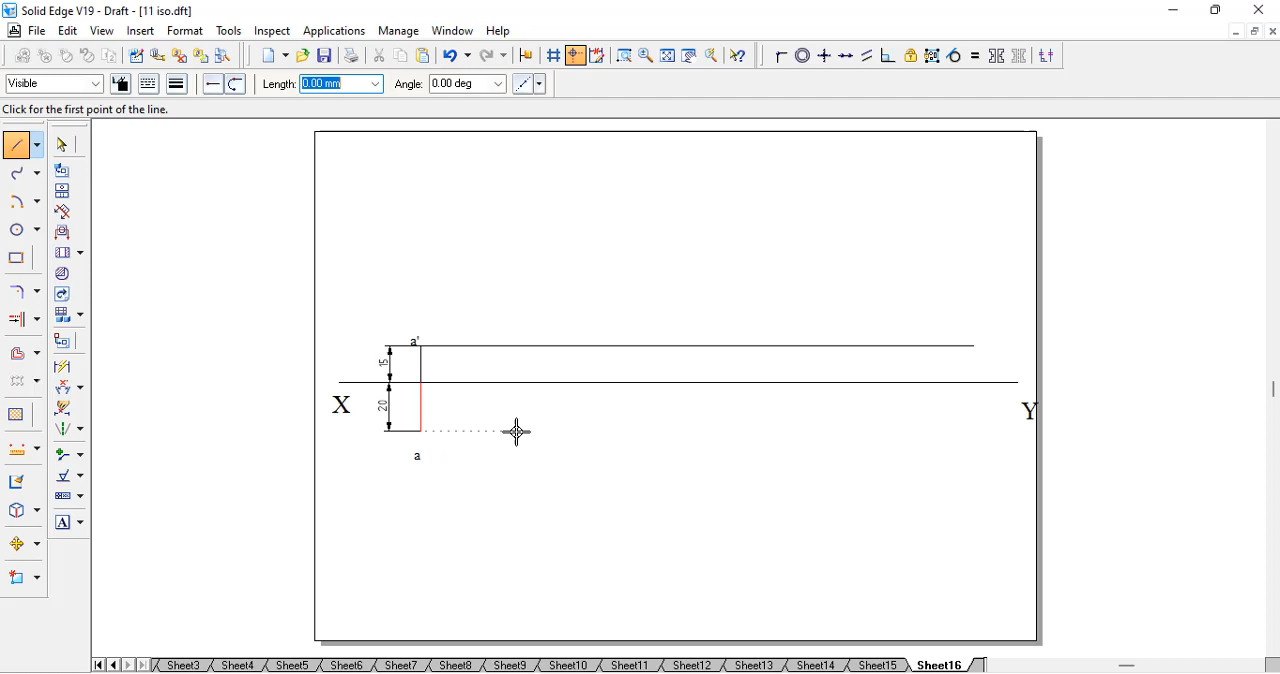 Solid Edge V19 - Draft - [11 iso.dft]
File Edit View Insert Format Tools Inspect Applications Manage Window Help
Visible Length: 0.00 mm Angle: 0.00 deg
Click for the first point of the line.
a'
15
X 20 Y
a
A
Sheet3 Sheet4 Sheet5 Sheet6 Sheet7 Sheet8 Sheet9 Sheet10 Sheet11 Sheet12 Sheet13 Sheet14 Sheet15 Sheet16